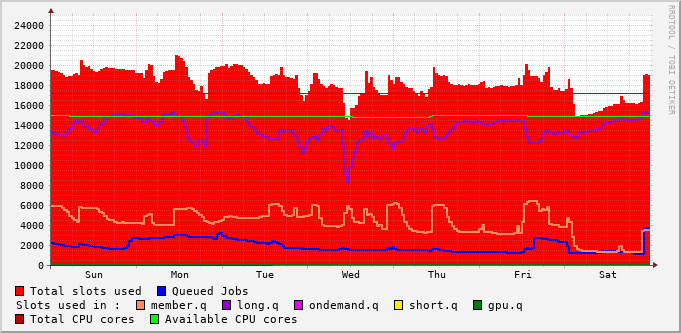 24000
22000
20000
18000
16000
14000
12000
10000
8000
6000
4000
2000
0
Sun Mon Tue Wed Thu Fri Sat
RRDTOOL / TOBI OETIKER
Total slots used Queued Jobs
Slots used in : member.q long.q ondemand.q short.q gpu.q
Total CPU cores Available CPU cores